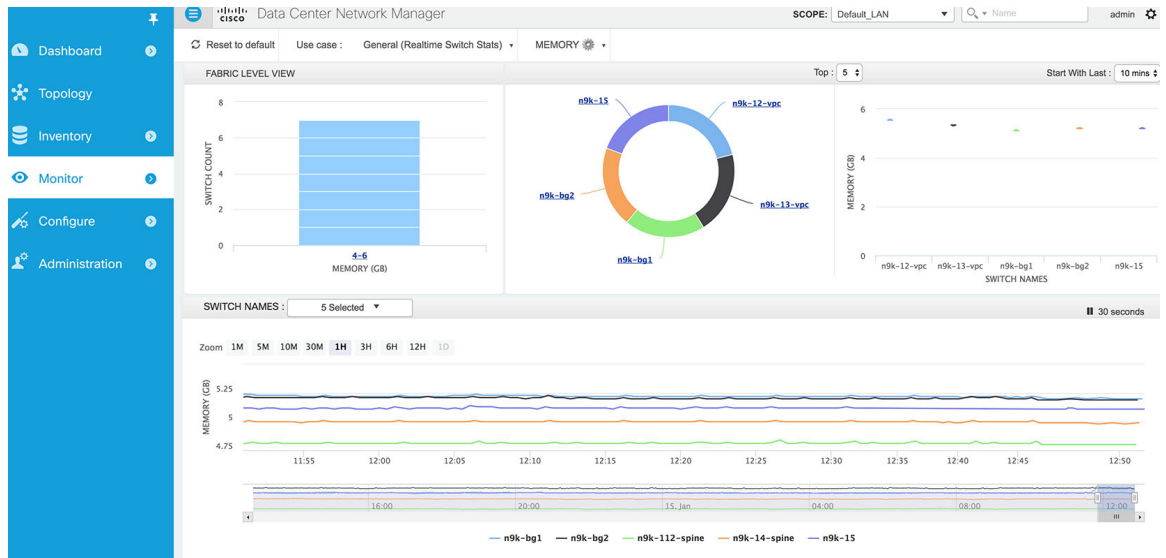 Dashboard
Topology
Inventory
Monitor
Configure
Administration
CISCO Data Center Network Manager
SCOPE: Default_LAN
Name
admin
Reset to default
Use case : General (Realtime Switch Stats)
MEMORY
FABRIC LEVEL VIEW
Top : 5
Start With Last : 10 mins
8
6
4
2
0
SWITCH COUNT
4-6
MEMORY (GB)
n9k-15
n9k-12-vpc
n9k-bg2
n9k-13-vpc
n9k-bg1
6
4
2
0
MEMORY (GB)
n9k-12-vpc n9k-13-vpc n9k-bg1 n9k-bg2 n9k-15
SWITCH NAMES
SWITCH NAMES : 5 Selected
30 seconds
Zoom 1M 5M 10M 30M 1H 3H 6H 12H 1D
MEMORY (GB)
5.25
5
4.75
11:55 12:00 12:05 12:10 12:15 12:20 12:25 12:30 12:35 12:40 12:45 12:50
16:00 20:00 15. Jan 04:00 08:00 12:00
n9k-bg1 n9k-bg2 n9k-112-spine n9k-14-spine n9k-15